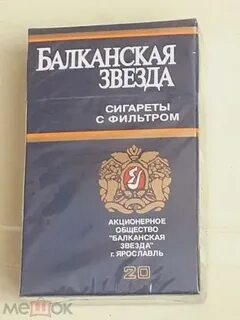 БАЛКАНСКАЯ
ЗВЕЗДА
СИГАРЕТЫ
С ФИЛЬТРОМ
АКЦИОНЕРНОЕ
ОБЩЕСТВО
"БАЛКАНСКАЯ
ЗВЕЗДА"
г. ЯРОСЛАВЛЬ
20
мешок